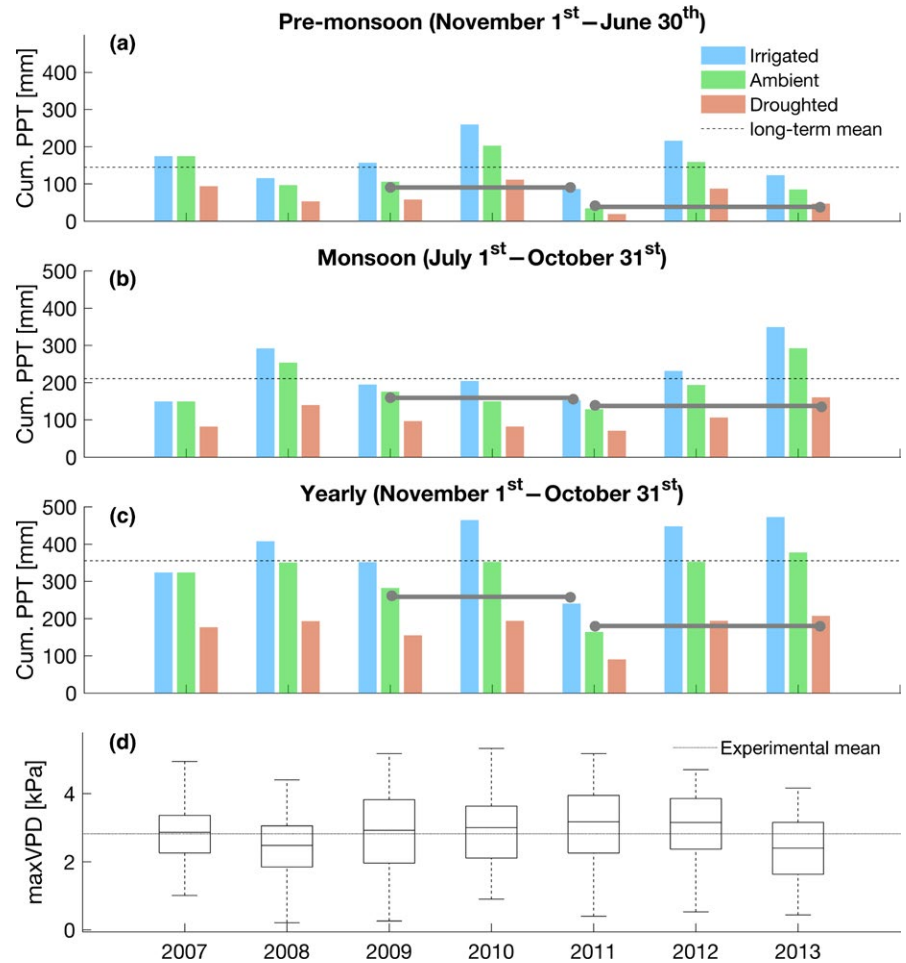 Pre-monsoon (November 1st—June 30th)
(a)
Irrigated
Ambient
Droughted
long-term mean
Cum. PPT [mm]
400
300
200
100
0
Monsoon (July 1st—October 31st)
(b)
Cum. PPT [mm]
500
400
300
200
100
0
Yearly (November 1st—October 31st)
(c)
Cum. PPT [mm]
500
400
300
200
100
0
(d)
Experimental mean
maxVPD [kPa]
4
2
0
2007 2008 2009 2010 2011 2012 2013